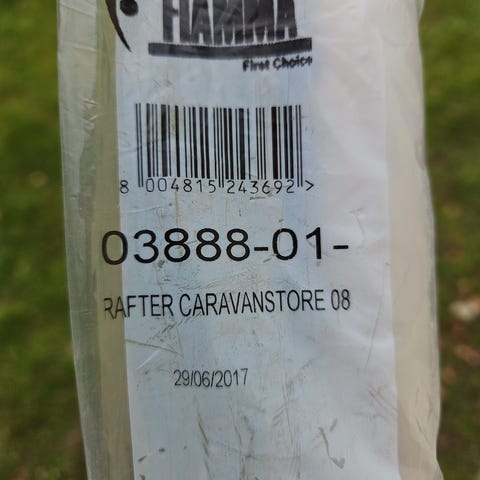 FIAMMA
First Choice
8 004815 243692 >
03888-01-
RAFTER CARAVANSTORE 08
29/06/2017